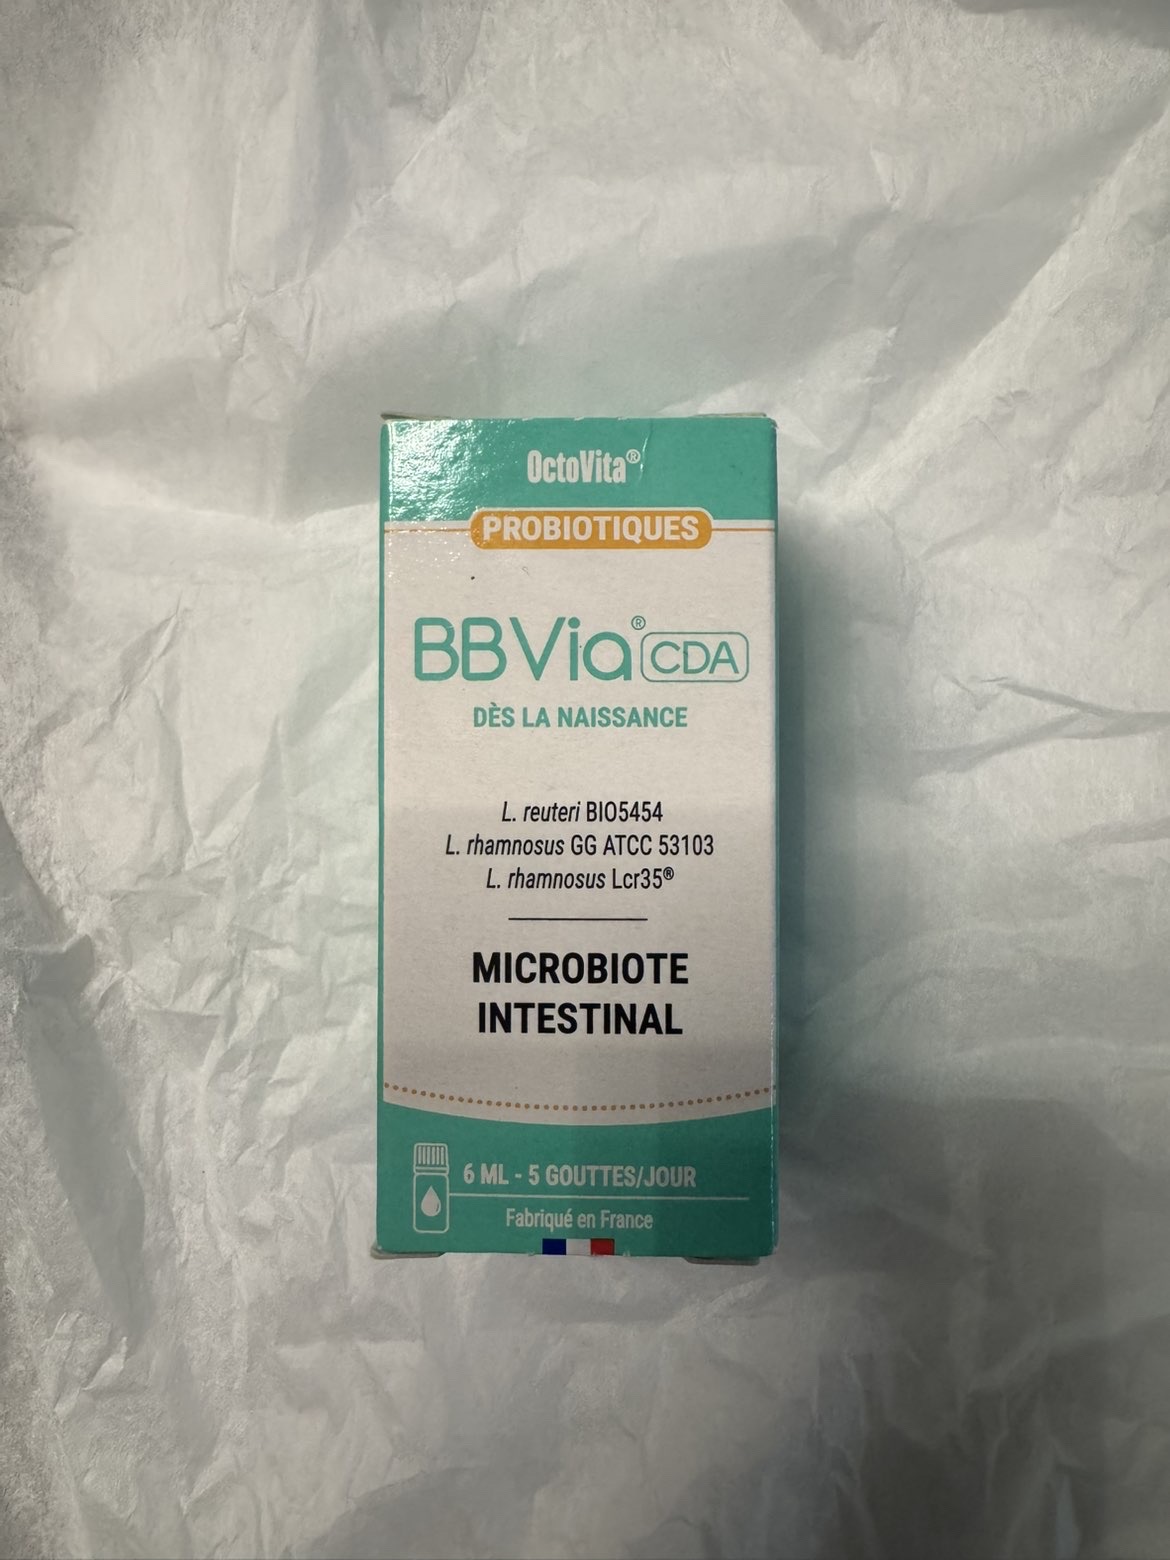 OctoVita®
PROBIOTIQUES
BBVia® CDA
DÈS LA NAISSANCE
L. reuteri BIO5454
L. rhamnosus GG ATCC 53103
L. rhamnosus Lcr35®
MICROBIOTE
INTESTINAL
6 ML - 5 GOUTTES/JOUR
Fabriqué en France